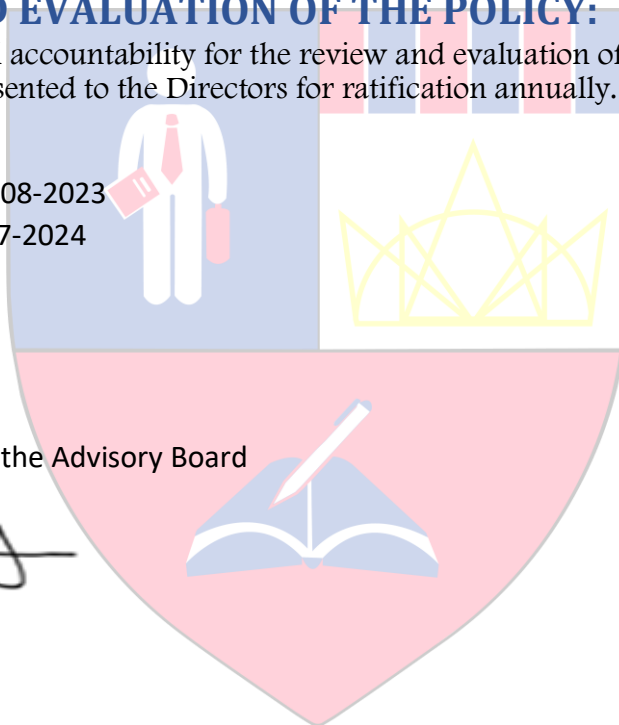 EVALUATION OF THE POLICY:
accountability for the review and evaluation of
sented to the Directors for ratification annually.
08-2023
7-2024
the Advisory Board